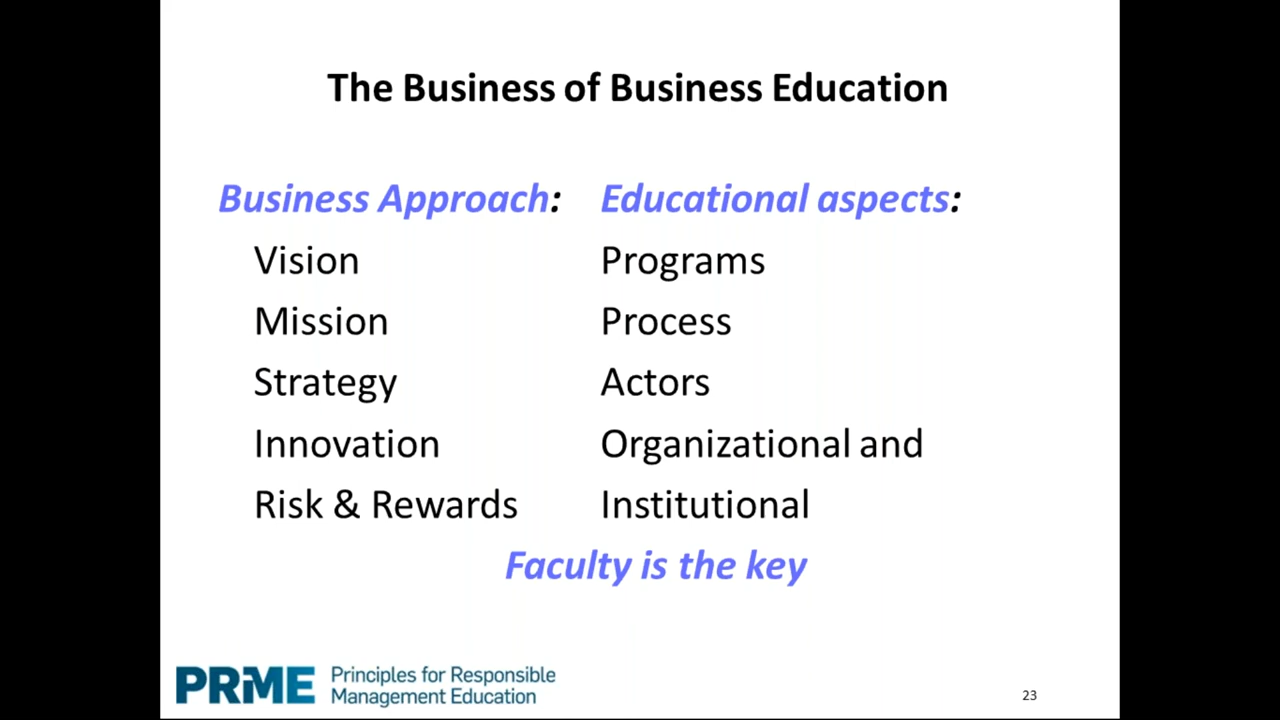 The Business of Business Education
Business Approach:
Vision
Mission
Strategy
Innovation
Risk & Rewards
Educational aspects:
Programs
Process
Actors
Organizational and
Institutional
Faculty is the key
PRME
Principles for Responsible
Management Education
23